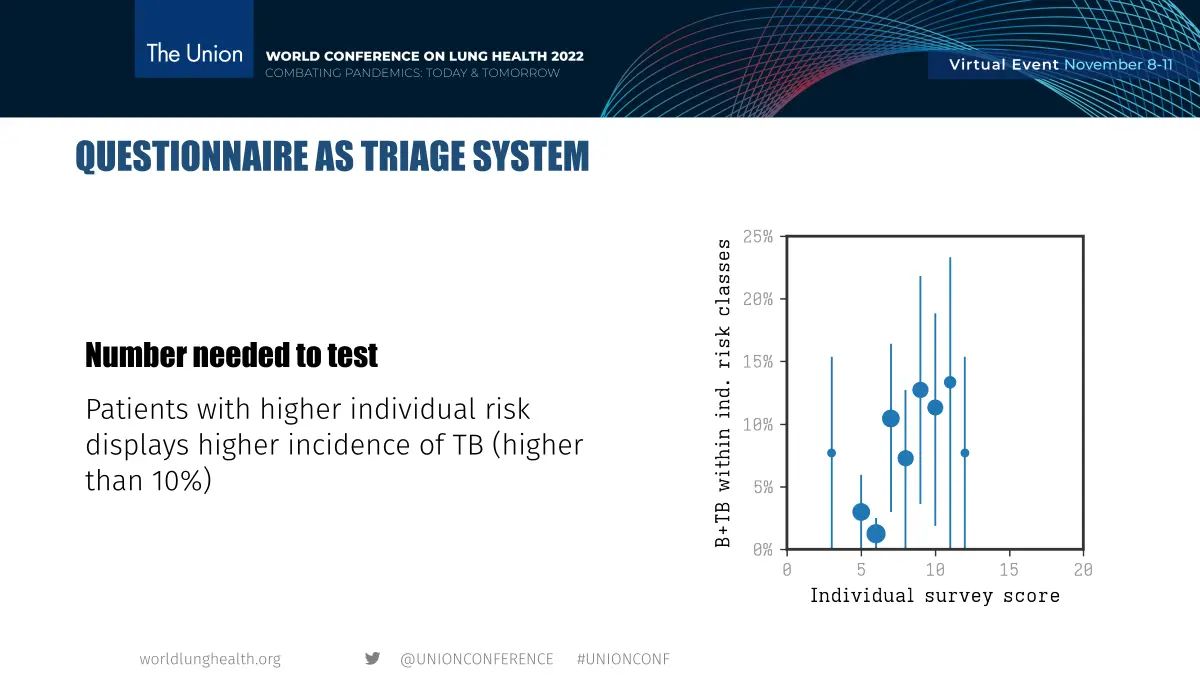 The Union
WORLD CONFERENCE ON LUNG HEALTH 2022
COMBATING PANDEMICS: TODAY & TOMORROW
Virtual Event November 8-11
QUESTIONNAIRE AS TRIAGE SYSTEM
Number needed to test
Patients with higher individual risk
displays higher incidence of TB (higher
than 10%)
B+TB within ind. risk classes
25%
20%
15%
10%
5%
0%
0 5 10 15 20
Individual survey score
worldlunghealth.org
@UNIONCONFERENCE #UNIONCONF